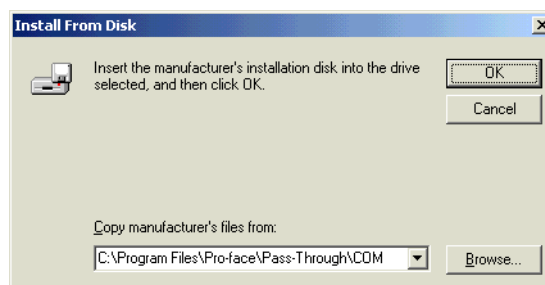 Install From Disk
Insert the manufacturer's installation disk into the drive
selected, and then click OK.
OK
Cancel
Copy manufacturer's files from:
C:\Program Files\Pro-face\Pass-Through\COM
Browse...